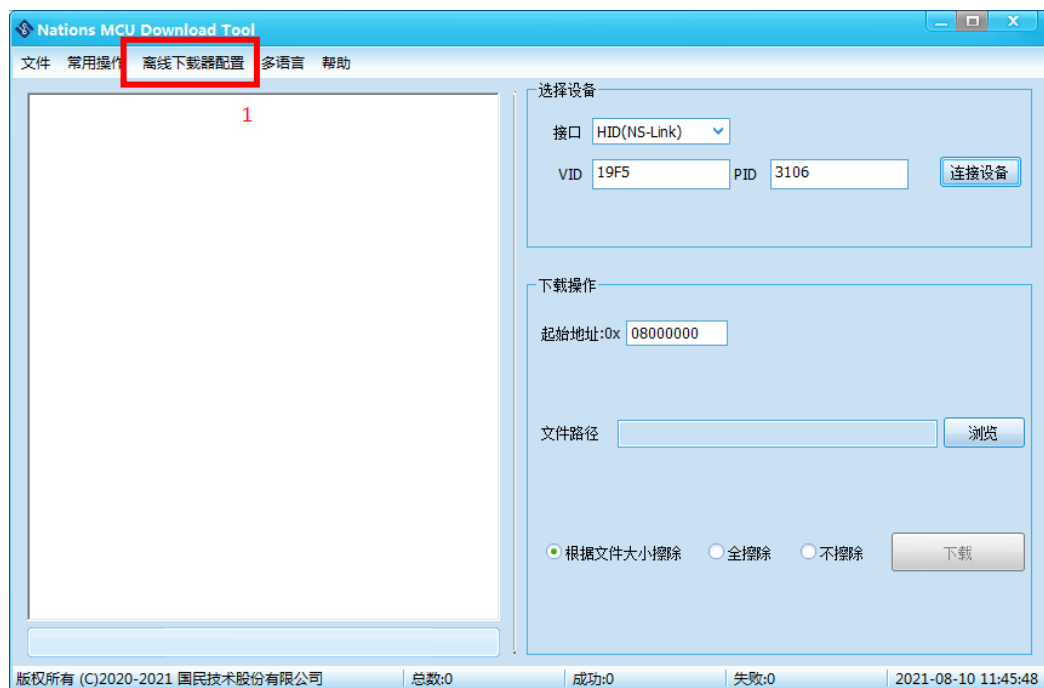 Nations MCU Download Tool
文件 常用操作 离线下载器配置 多语言 帮助
1
选择设备
接口 HID(NS-Link)
VID 19F5 PID 3106 连接设备
下载操作
起始地址:0x 08000000
文件路径 浏览
根据文件大小擦除 全擦除 不擦除 下载
版权所有 (C)2020-2021 国民技术股份有限公司 总数:0 成功:0 失败:0 2021-08-10 11:45:48